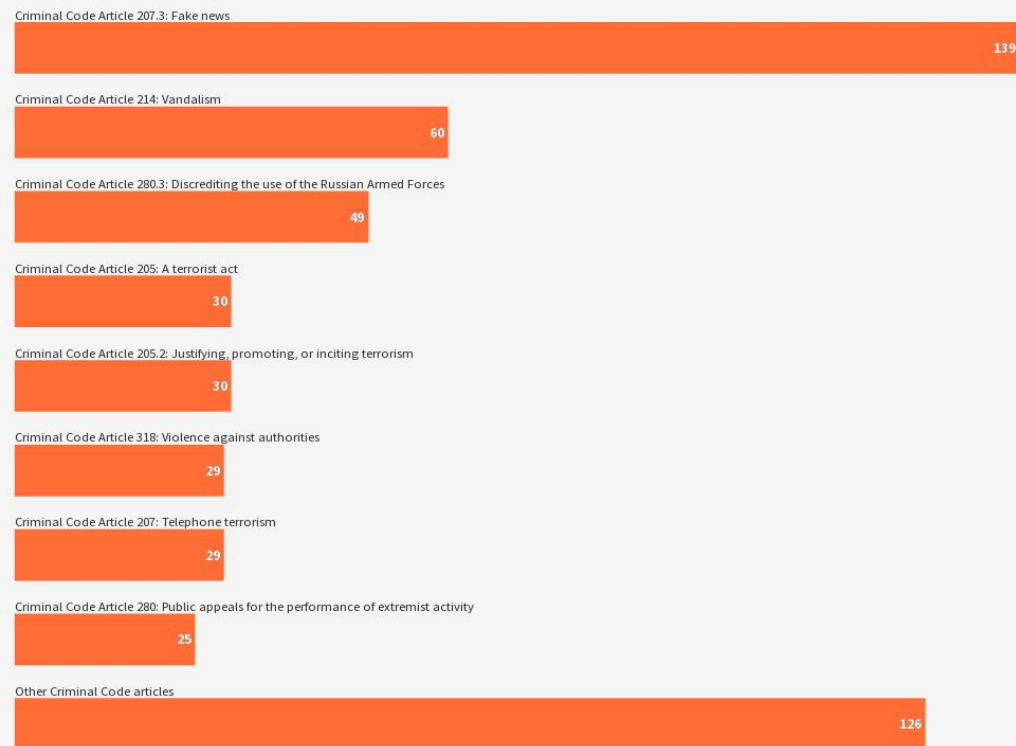 Criminal Code Article 207.3: Fake news
139
Criminal Code Article 214: Vandalism
60
Criminal Code Article 280.3: Discrediting the use of the Russian Armed Forces
49
Criminal Code Article 205: A terrorist act
30
Criminal Code Article 205.2: Justifying, promoting, or inciting terrorism
30
Criminal Code Article 318: Violence against authorities
29
Criminal Code Article 207: Telephone terrorism
29
Criminal Code Article 280: Public appeals for the performance of extremist activity
25
Other Criminal Code articles
126